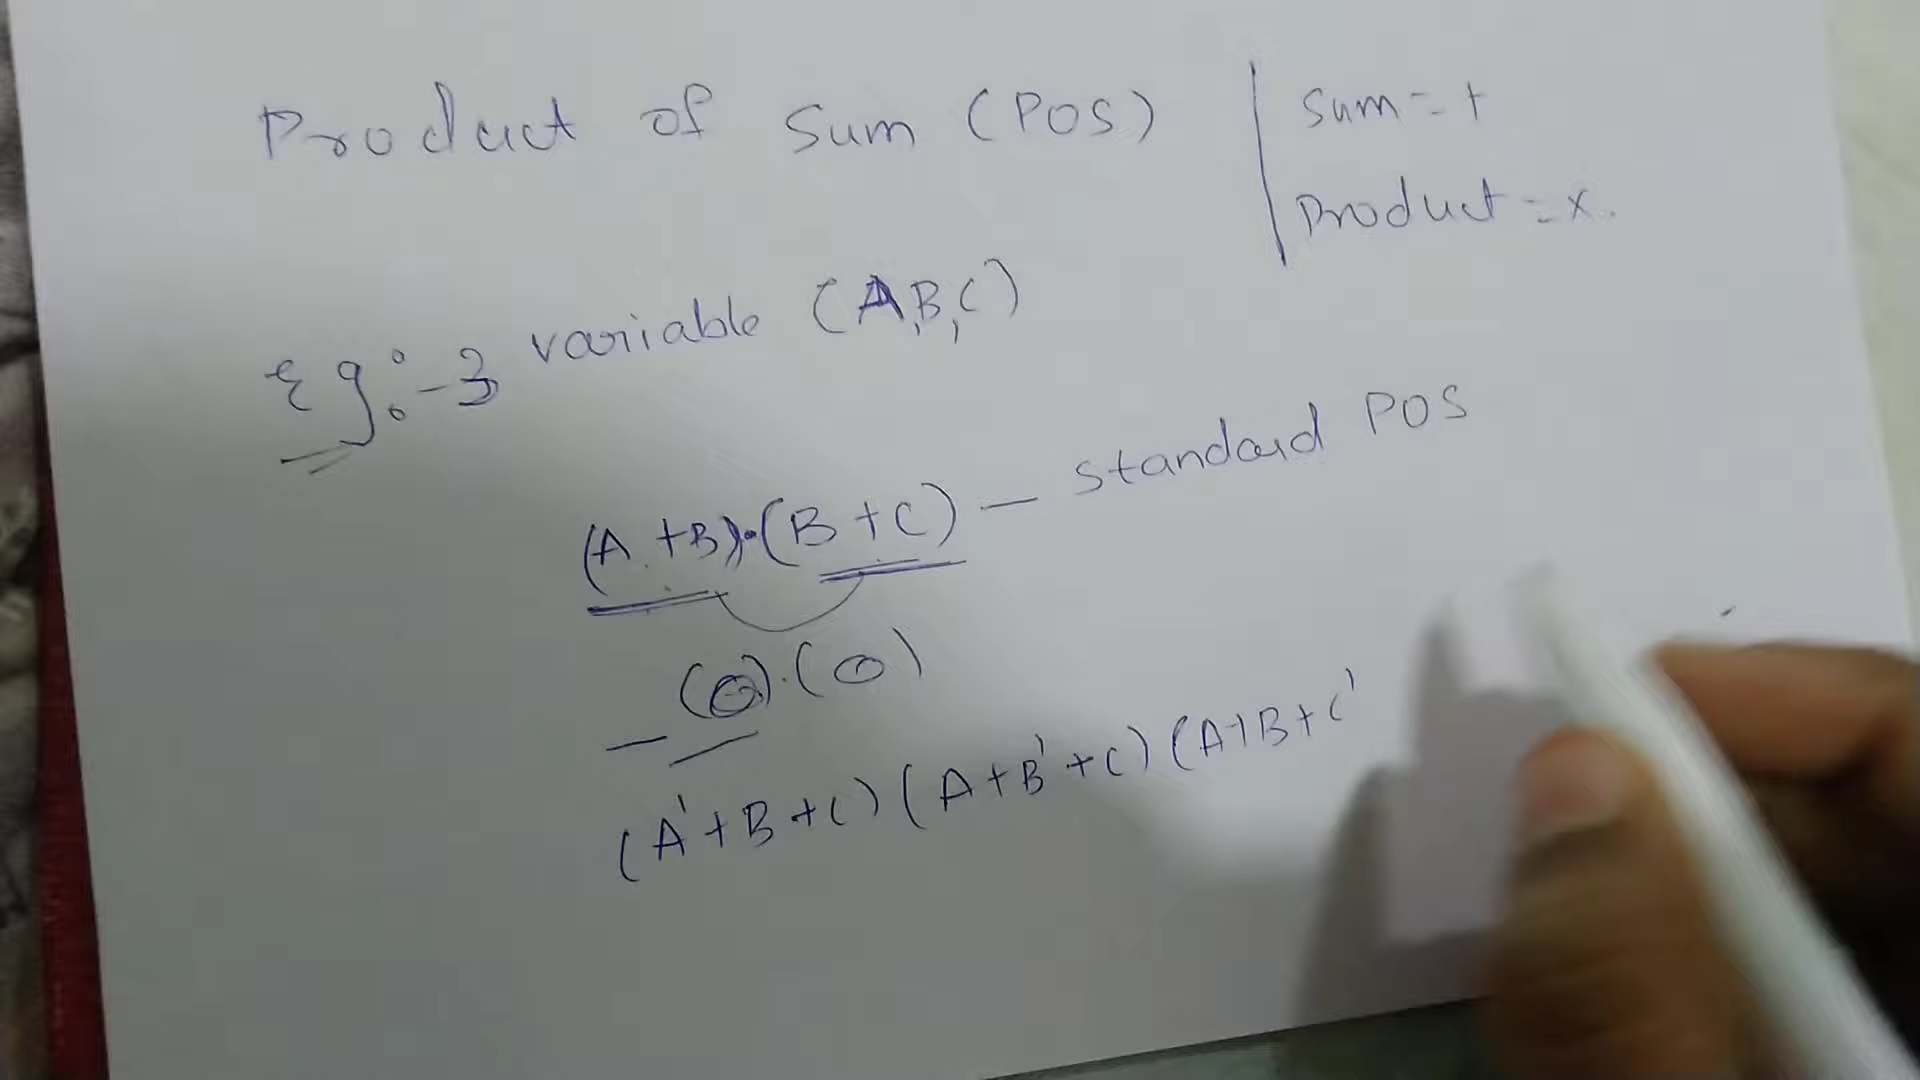 Product of Sum (POS)
Sum = +
Product = x.
Eg:- 3 variable (A,B,C)
(A+B).(B+C) — standard POS
(0).(0)
(A'+B+C)(A+B'+C)(A+B+C'